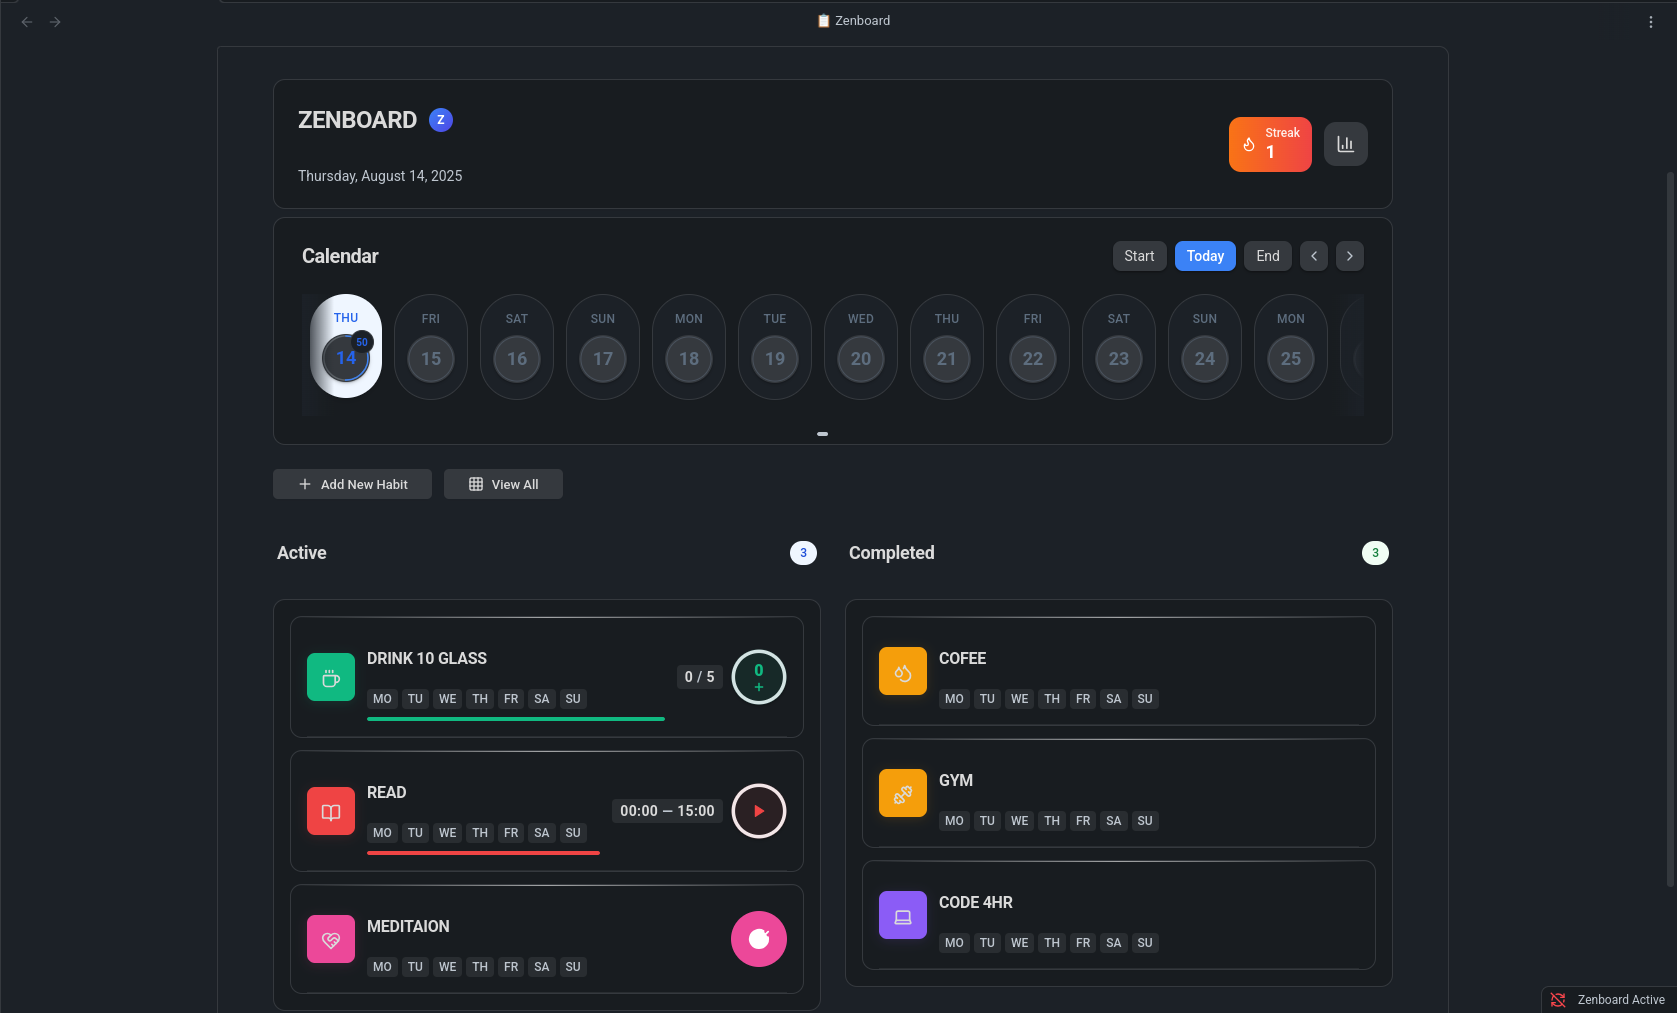 📋 Zenboard
ZENBOARD Z
Streak
1
Thursday, August 14, 2025
Calendar
Start Today End
THU FRI SAT SUN MON TUE WED THU FRI SAT SUN MON
50
14 15 16 17 18 19 20 21 22 23 24 25
Add New Habit View All
Active 3
DRINK 10 GLASS
MO TU WE TH FR SA SU
0 / 5
0
+
READ
MO TU WE TH FR SA SU
00:00 — 15:00
MEDITAION
MO TU WE TH FR SA SU
Completed 3
COFEE
MO TU WE TH FR SA SU
GYM
MO TU WE TH FR SA SU
CODE 4HR
MO TU WE TH FR SA SU
Zenboard Active